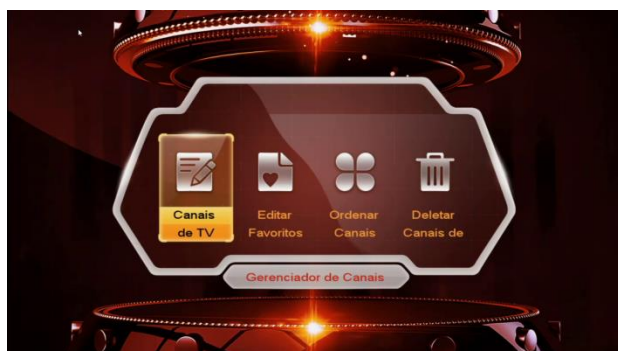 Canais
de TV
Editar
Favoritos
Ordenar
Canais
Deletar
Canais de
Gerenciador de Canais